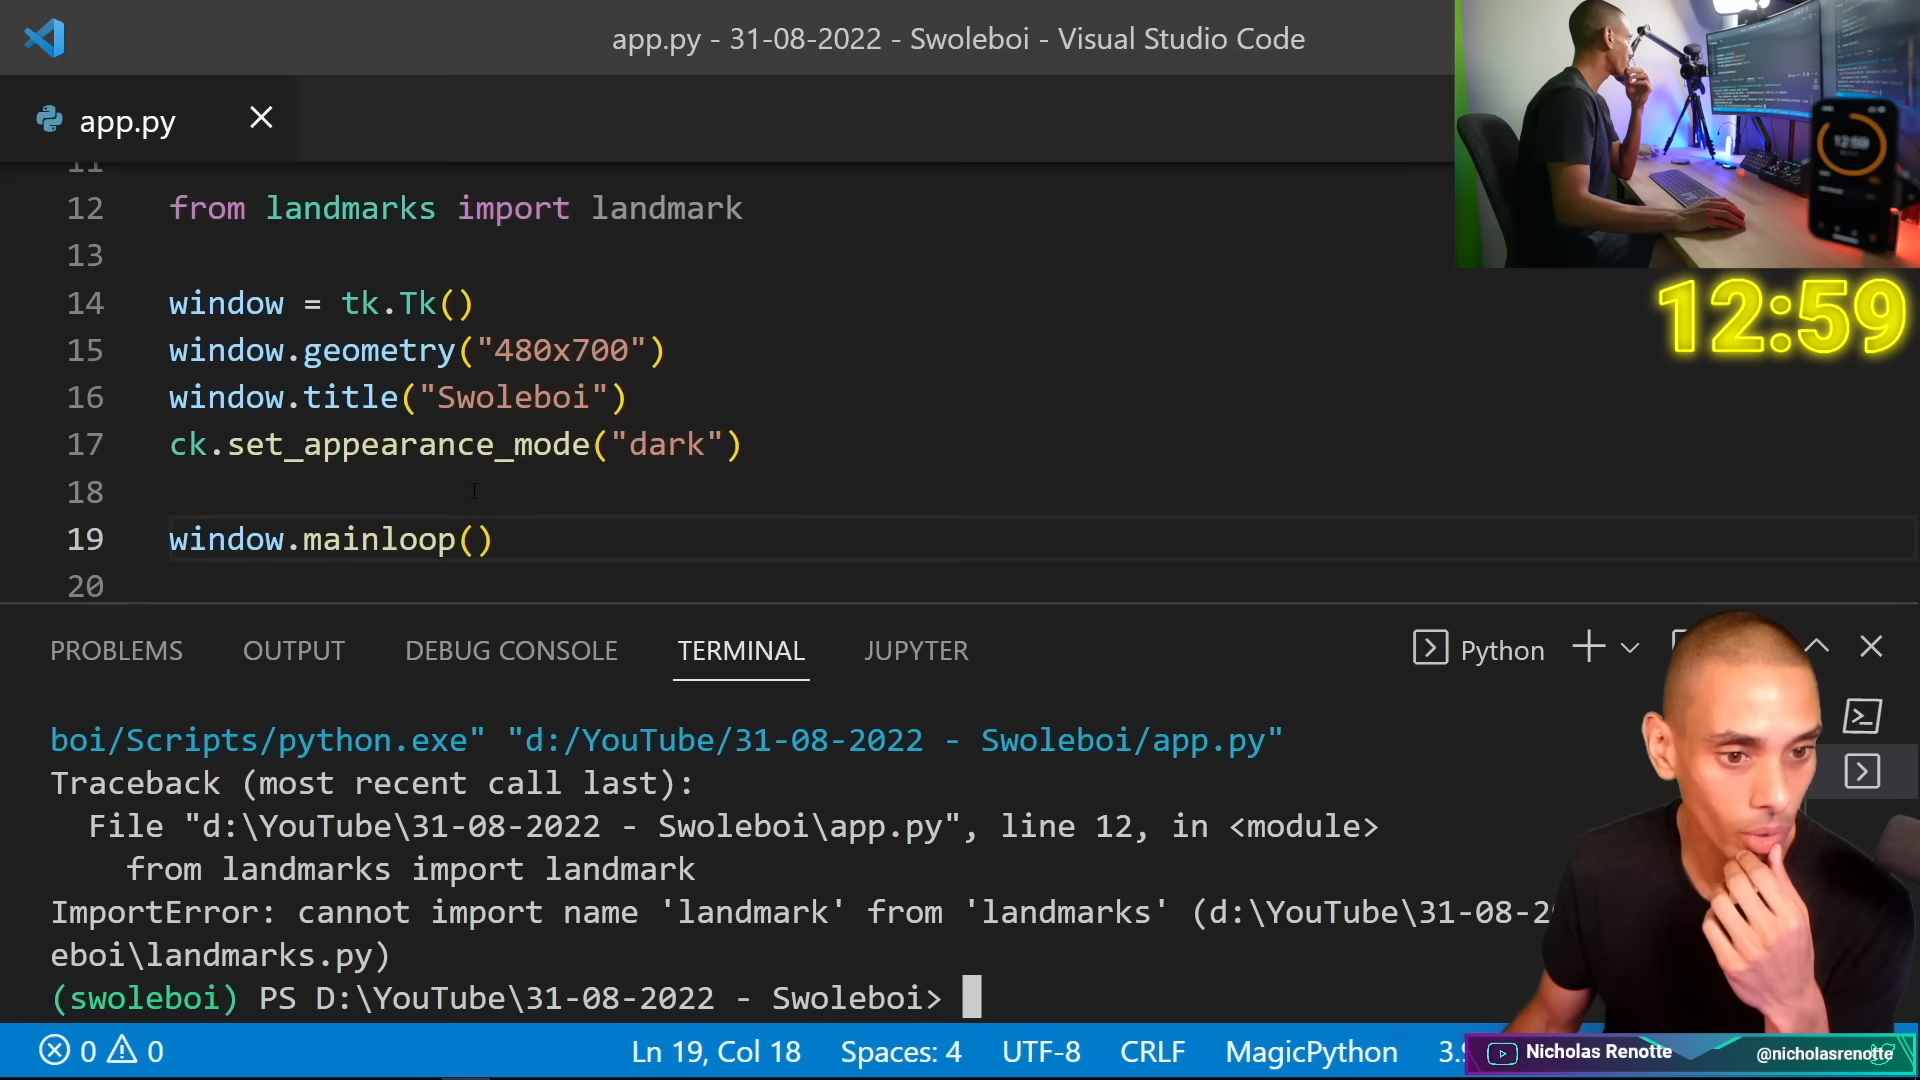 app.py - 31-08-2022 - Swoleboi - Visual Studio Code
app.py
11
12 from landmarks import landmark
13
14 window = tk.Tk()
15 window.geometry("480x700")
16 window.title("Swoleboi")
17 ck.set_appearance_mode("dark")
18
19 window.mainloop()
20
12:59
12:59
PROBLEMS OUTPUT DEBUG CONSOLE TERMINAL JUPYTER Python
boi/Scripts/python.exe" "d:/YouTube/31-08-2022 - Swoleboi/app.py"
Traceback (most recent call last):
File "d:\YouTube\31-08-2022 - Swoleboi\app.py", line 12, in <module>
from landmarks import landmark
ImportError: cannot import name 'landmark' from 'landmarks' (d:\YouTube\31-08-2
eboi\landmarks.py)
(swoleboi) PS D:\YouTube\31-08-2022 - Swoleboi>
0 0 Ln 19, Col 18 Spaces: 4 UTF-8 CRLF MagicPython 3.
Nicholas Renotte @nicholasrenotte